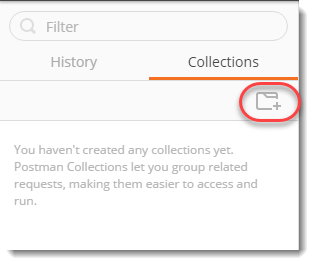 Filter
History Collections
You haven't created any collections yet.
Postman Collections let you group related
requests, making them easier to access and
run.